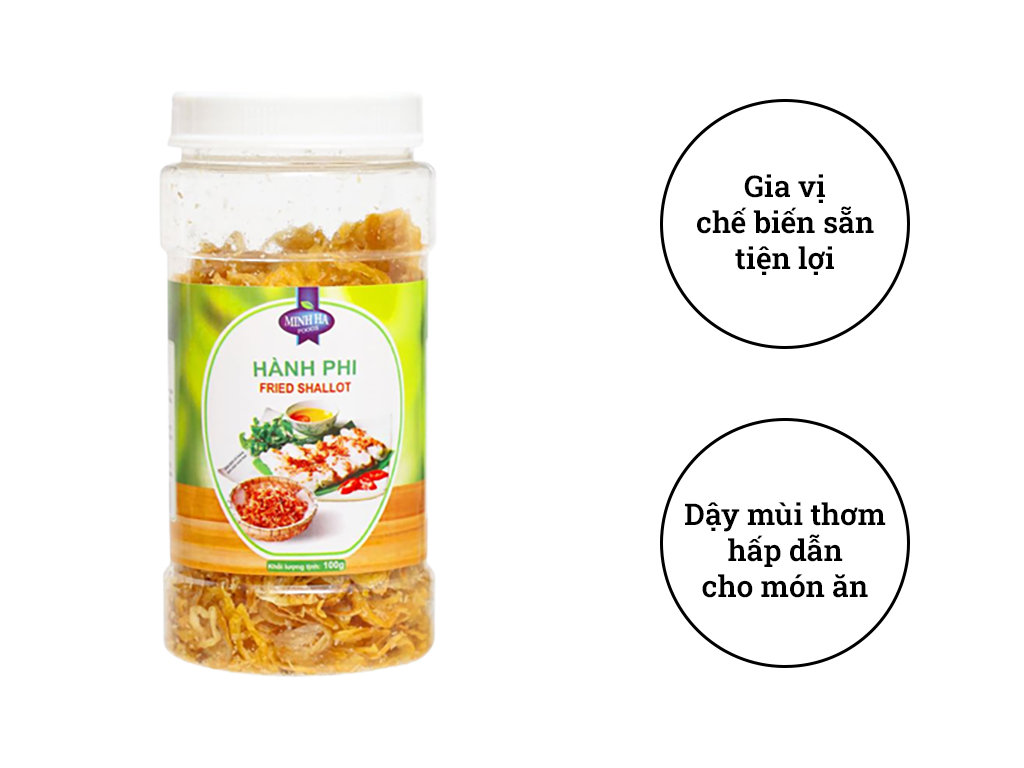 MINH HA
FOODS
HÀNH PHI
FRIED SHALLOT
Khối lượng tịnh: 100g
Gia vị
chế biến sẵn
tiện lợi
Dậy mùi thơm
hấp dẫn
cho món ăn